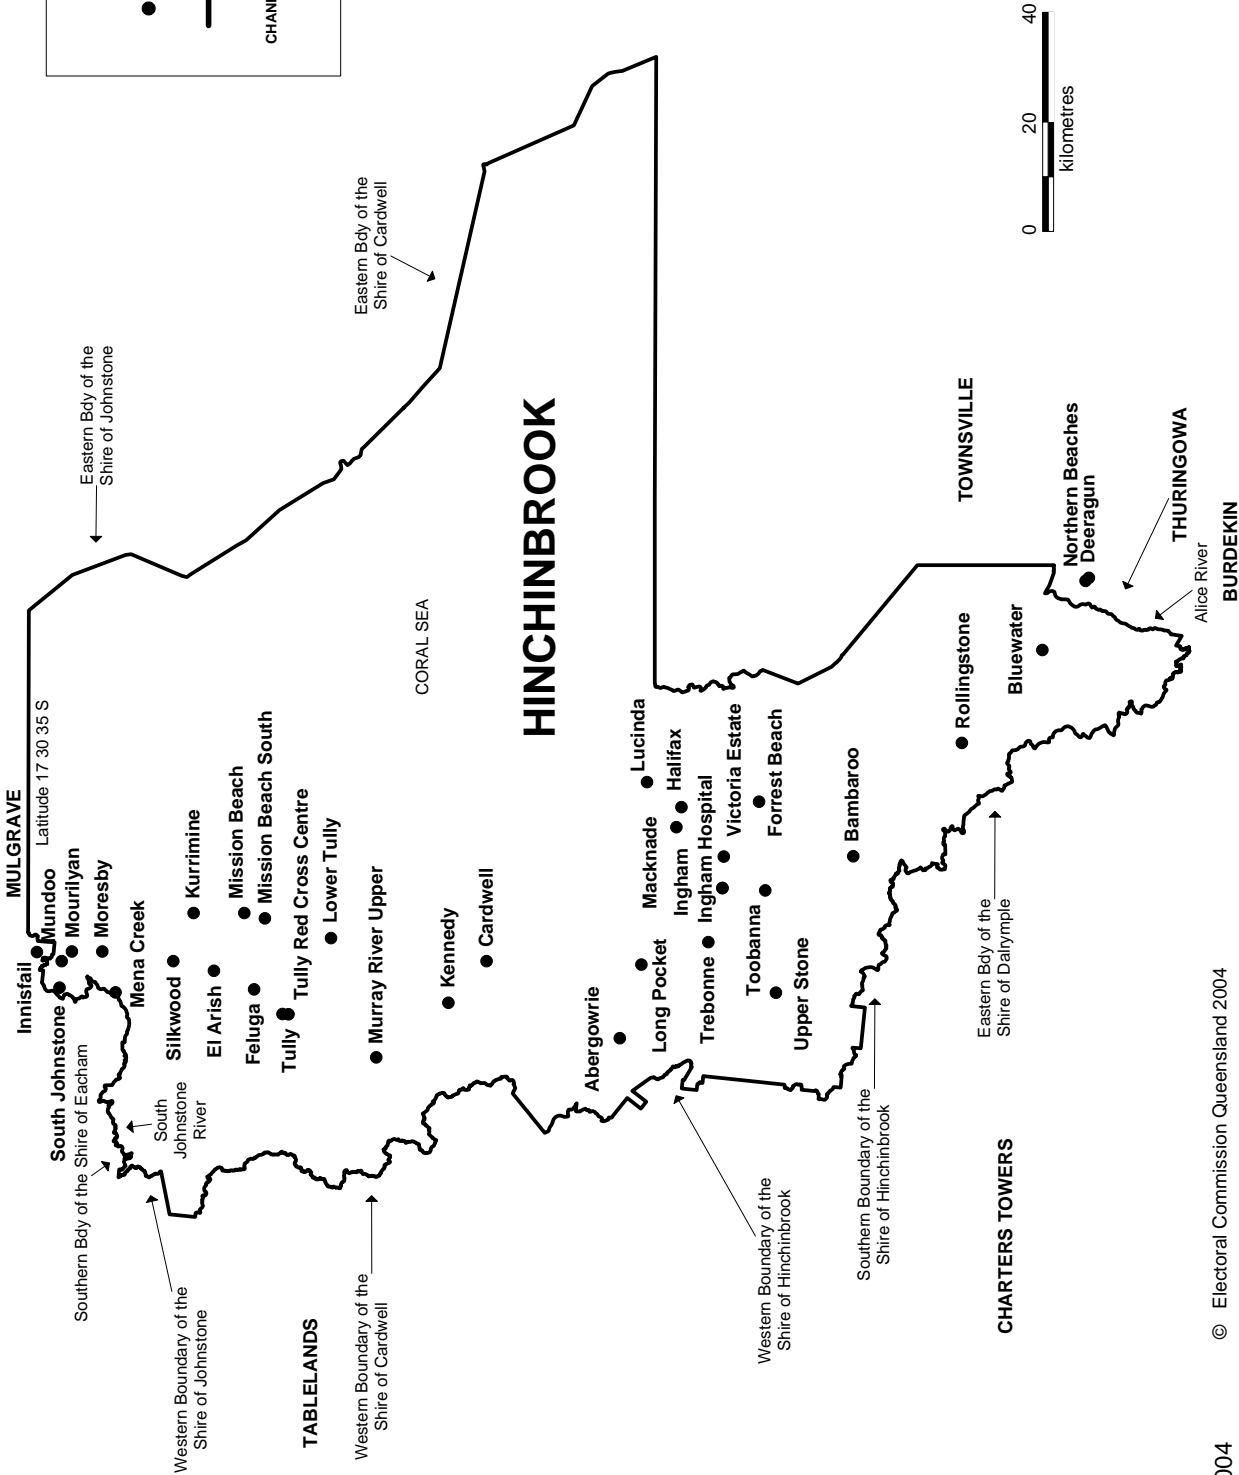 CHAN
MULGRAVE
Latitude 17 30 35 S
Innisfail
Mundoo
Mourilyan
Moresby
South Johnstone
Mena Creek
Southern Bdy of the Shire of Eacham
South
Johnstone
River
Eastern Bdy of the
Shire of Johnstone
Western Boundary of the
Shire of Johnstone
Silkwood
Kurrimine
El Arish
Mission Beach
Feluga
Mission Beach South
Tully
Tully Red Cross Centre
Lower Tully
TABLELANDS
Murray River Upper
Western Boundary of the
Shire of Cardwell
Eastern Bdy of the
Shire of Cardwell
CORAL SEA
Kennedy
Cardwell
HINCHINBROOK
Abergowrie
Lucinda
Macknade
Long Pocket
Halifax
Ingham
Ingham Hospital
Trebonne
Victoria Estate
Toobanna
Forrest Beach
Upper Stone
Western Boundary of the
Shire of Hinchinbrook
Bambaroo
Southern Boundary of the
Shire of Hinchinbrook
Rollingstone
TOWNSVILLE
Eastern Bdy of the
Shire of Dalrymple
CHARTERS TOWERS
Bluewater
Northern Beaches
Deeragun
THURINGOWA
Alice River
BURDEKIN
0 20 40
kilometres
© Electoral Commission Queensland 2004
004